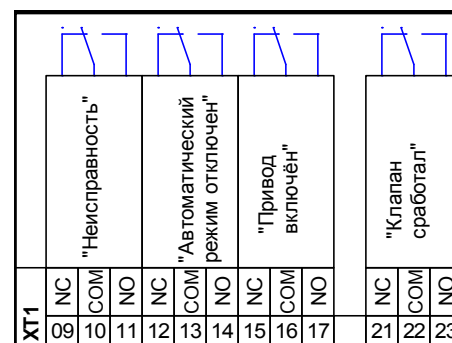 "Неисправность"
"Автоматический
режим отключен"
"Привод
включён"
"Клапан
сработал"
XT1
NC COM NO NC COM NO NC COM NO NC COM NO
09 10 11 12 13 14 15 16 17 21 22 23